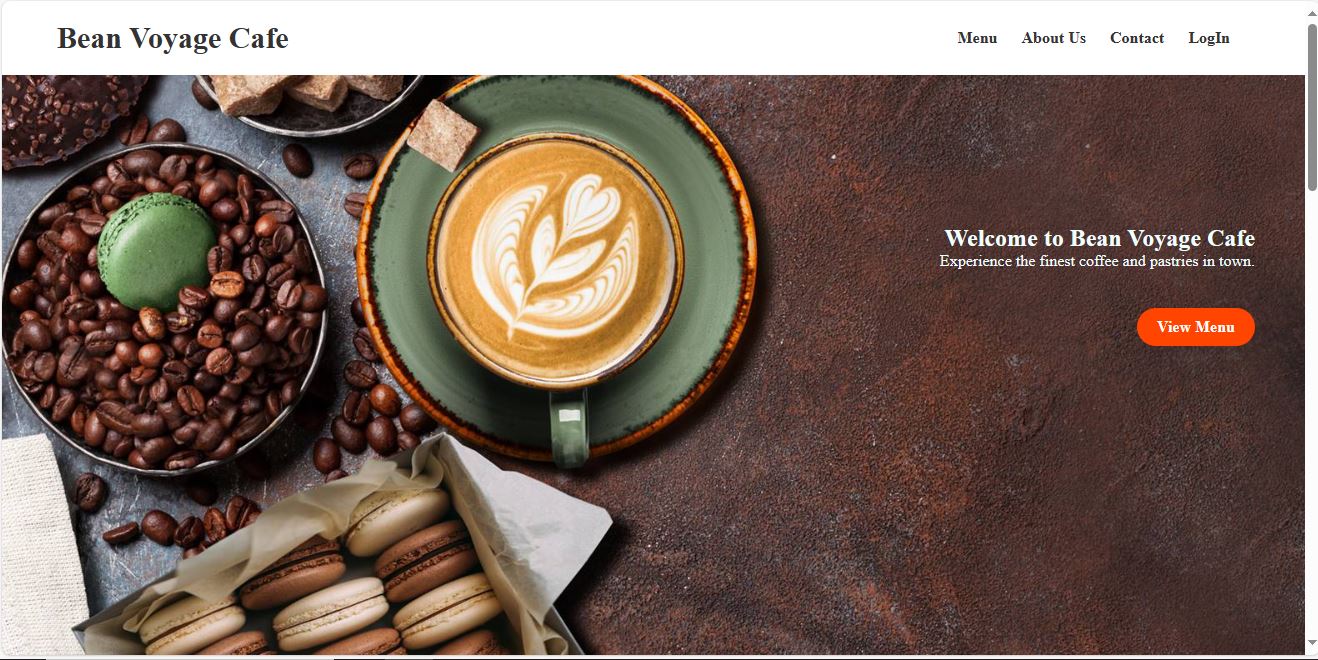 Bean Voyage Cafe
Menu About Us Contact LogIn
Welcome to Bean Voyage Cafe
Experience the finest coffee and pastries in town.
View Menu